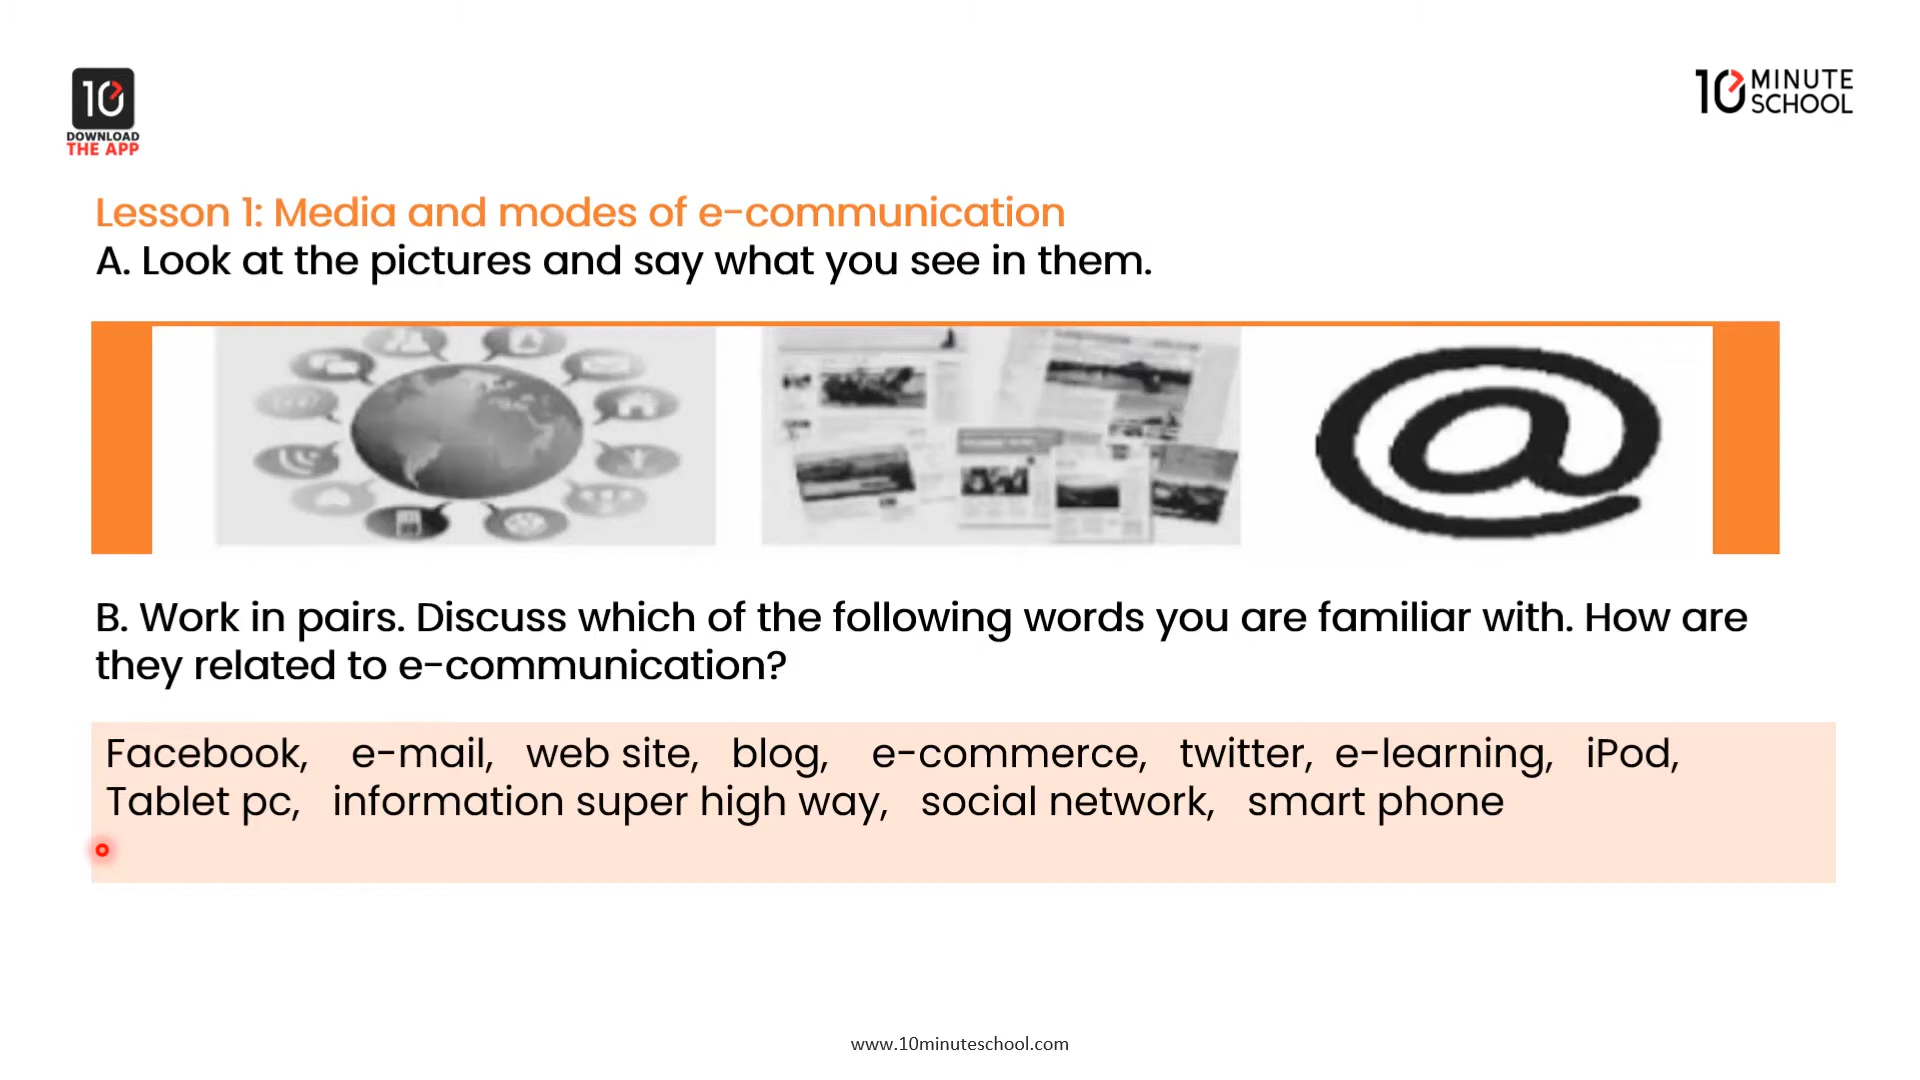 10
DOWNLOAD
THE APP
10 MINUTE
SCHOOL
Lesson 1: Media and modes of e-communication
A. Look at the pictures and say what you see in them.
@
B. Work in pairs. Discuss which of the following words you are familiar with. How are
they related to e-communication?
Facebook, e-mail, web site, blog, e-commerce, twitter, e-learning, iPod,
Tablet pc, information super high way, social network, smart phone
www.10minuteschool.com